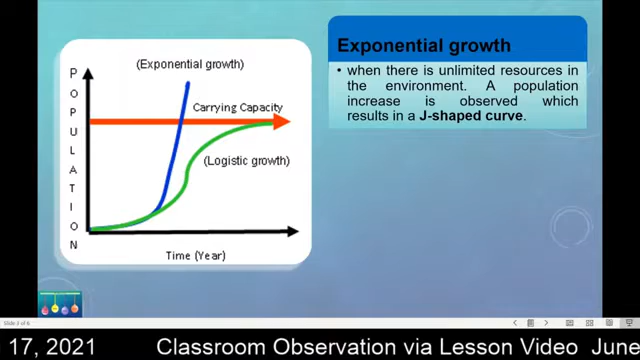 POPULATION
(Exponential growth)
Carrying Capacity
(Logistic growth)
Time (Year)
Exponential growth
• when there is unlimited resources in
the environment. A population
increase is observed which
results in a J-shaped curve.
Slide 3 of 6
17, 2021 Classroom Observation via Lesson Video June